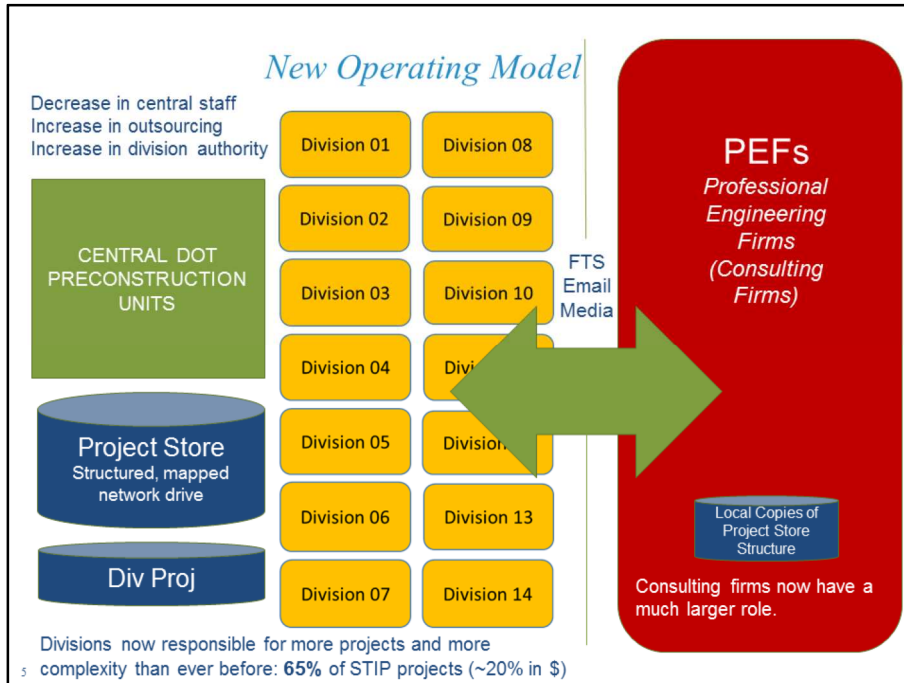 New Operating Model
Decrease in central staff
Increase in outsourcing
Increase in division authority
CENTRAL DOT
PRECONSTRUCTION
UNITS
Project Store
Structured, mapped
network drive
Div Proj
Division 01
Division 08
Division 02
Division 09
Division 03
Division 10
Division 04
Division 05
Division
Division 06
Division 13
Division 07
Division 14
FTS
Email
Media
PEFs
Professional
Engineering
Firms
(Consulting
Firms)
Local Copies of
Project Store
Structure
Consulting firms now have a
much larger role.
Divisions now responsible for more projects and more
complexity than ever before: 65% of STIP projects (~20% in $)
5